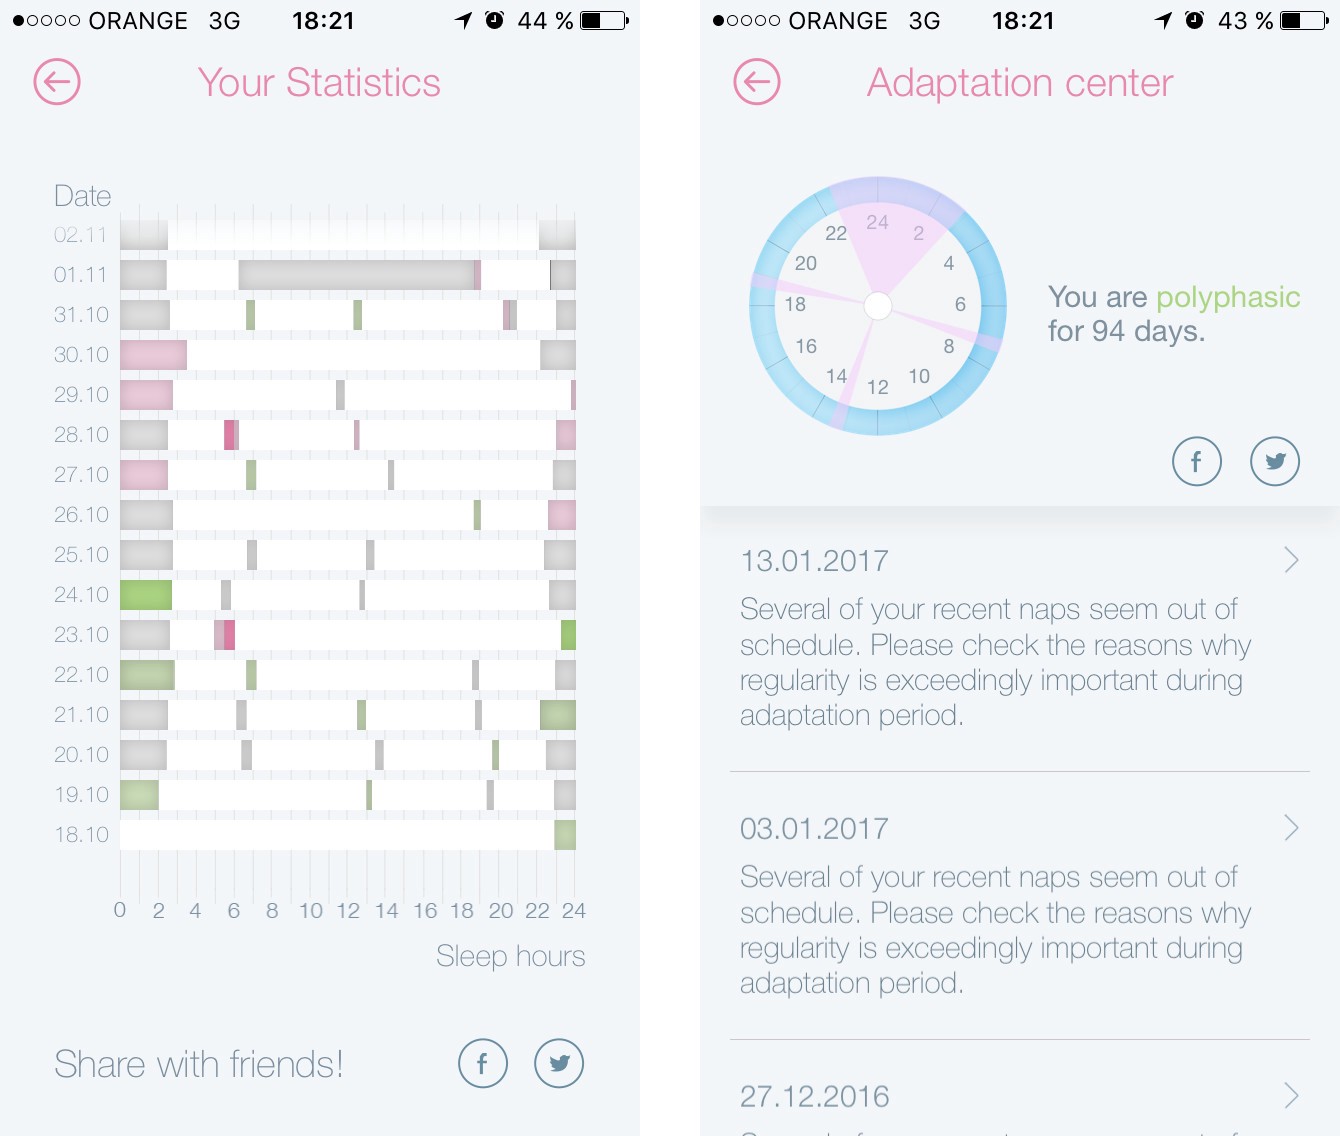 ORANGE 3G 18:21 44 %
Your Statistics
Date
02.11
01.11
31.10
30.10
29.10
28.10
27.10
26.10
25.10
24.10
23.10
22.10
21.10
20.10
19.10
18.10
0 2 4 6 8 10 12 14 16 18 20 22 24
Sleep hours
Share with friends!
ORANGE 3G 18:21 43 %
Adaptation center
24
2
4
6
8
10
12
14
16
18
20
22
You are polyphasic
for 94 days.
13.01.2017
Several of your recent naps seem out of
schedule. Please check the reasons why
regularity is exceedingly important during
adaptation period.
03.01.2017
Several of your recent naps seem out of
schedule. Please check the reasons why
regularity is exceedingly important during
adaptation period.
27.12.2016